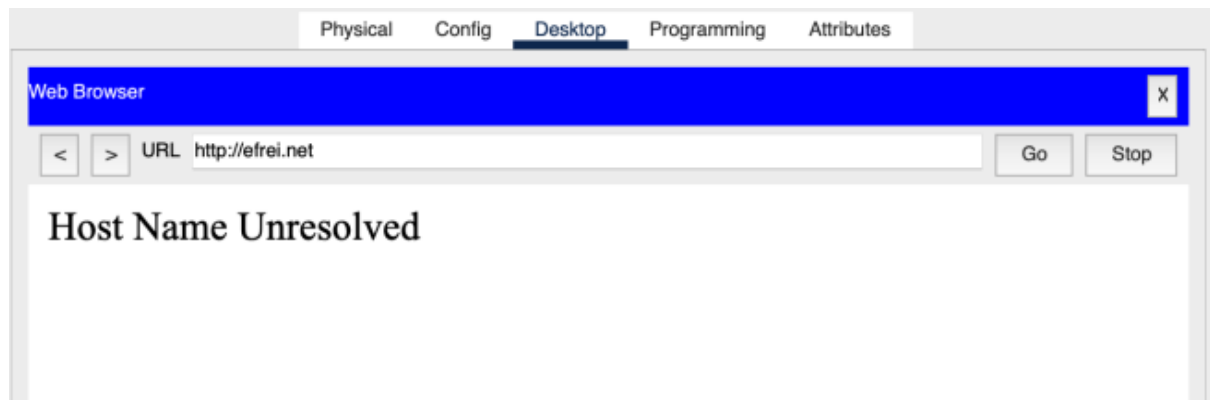 Physical Config Desktop Programming Attributes
Web Browser X
< > URL http://efrei.net Go Stop
Host Name Unresolved